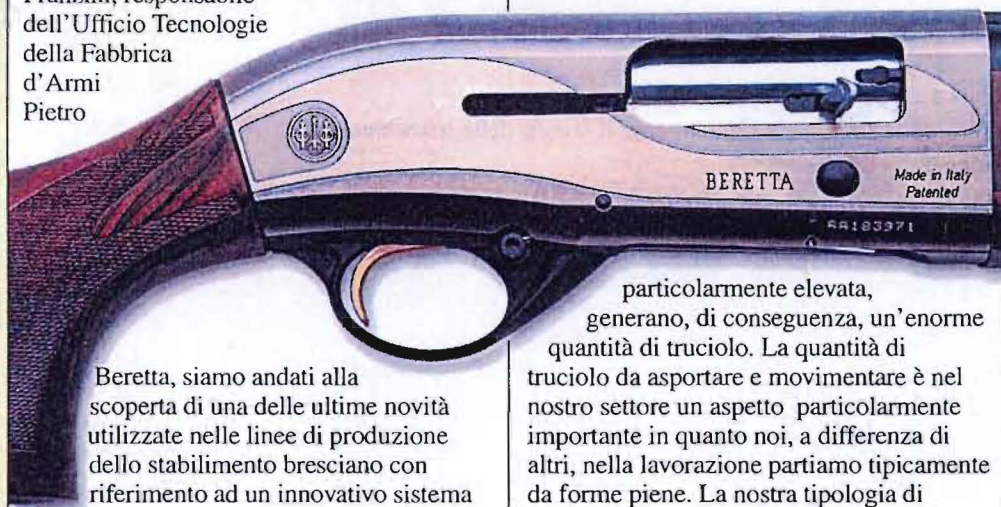 Franzini, responsabile
dell'Ufficio Tecnologie
della Fabbrica
d'Armi
Pietro
Beretta, siamo andati alla
scoperta di una delle ultime novità
utilizzate nelle linee di produzione
dello stabilimento bresciano con
riferimento ad un innovativo sistema
BERETTA
Made in Italy
Patented
AA183971
particolarmente elevata,
generano, di conseguenza, un'enorme
quantità di truciolo. La quantità di
truciolo da asportare e movimentare è nel
nostro settore un aspetto particolarmente
importante in quanto noi, a differenza di
altri, nella lavorazione partiamo tipicamente
da forme piene. La nostra tipologia di